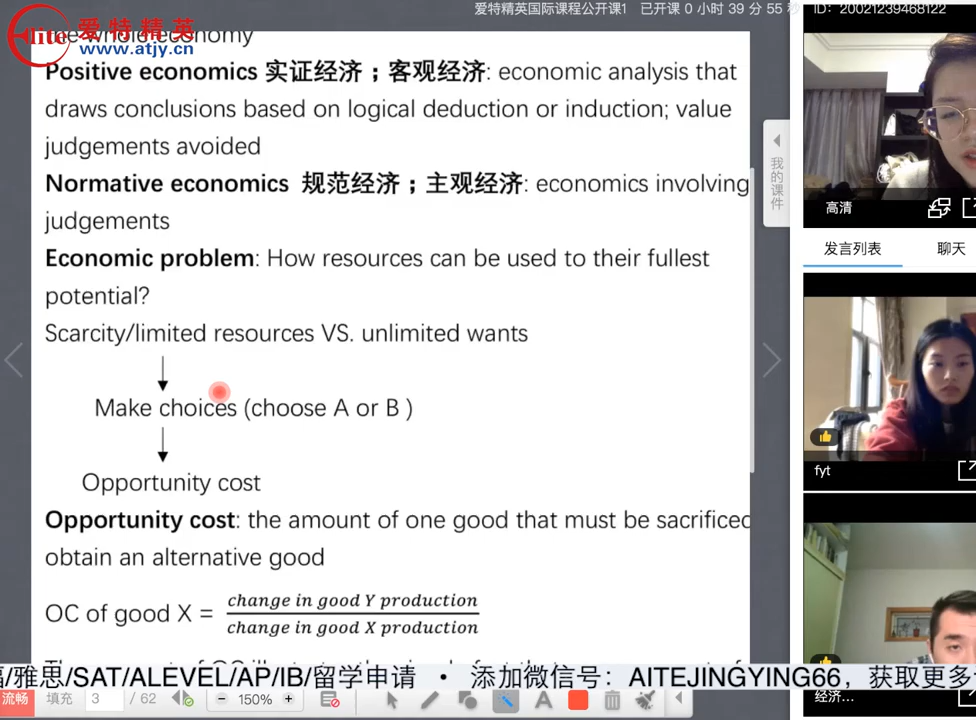 爱特精英国际课程公开课1 已开课 0 小时 39 分 55 秒
ID: 20021239468122
Elite 爱特精英
www.atjy.cn
the whole economy
Positive economics 实证经济；客观经济: economic analysis that
draws conclusions based on logical deduction or induction; value
judgements avoided
Normative economics 规范经济；主观经济: economics involving
judgements
Economic problem: How resources can be used to their fullest
potential?
Scarcity/limited resources VS. unlimited wants
Make choices (choose A or B )
Opportunity cost
Opportunity cost: the amount of one good that must be sacrificed
obtain an alternative good
OC of good X = change in good Y production
change in good X production
我的课件
高清
发言列表 聊天
fyt
经济...
/雅思/SAT/ALEVEL/AP/IB/留学申请 • 添加微信号：AITEJINGYING66，获取更多
流畅 填充 3 / 62 150%